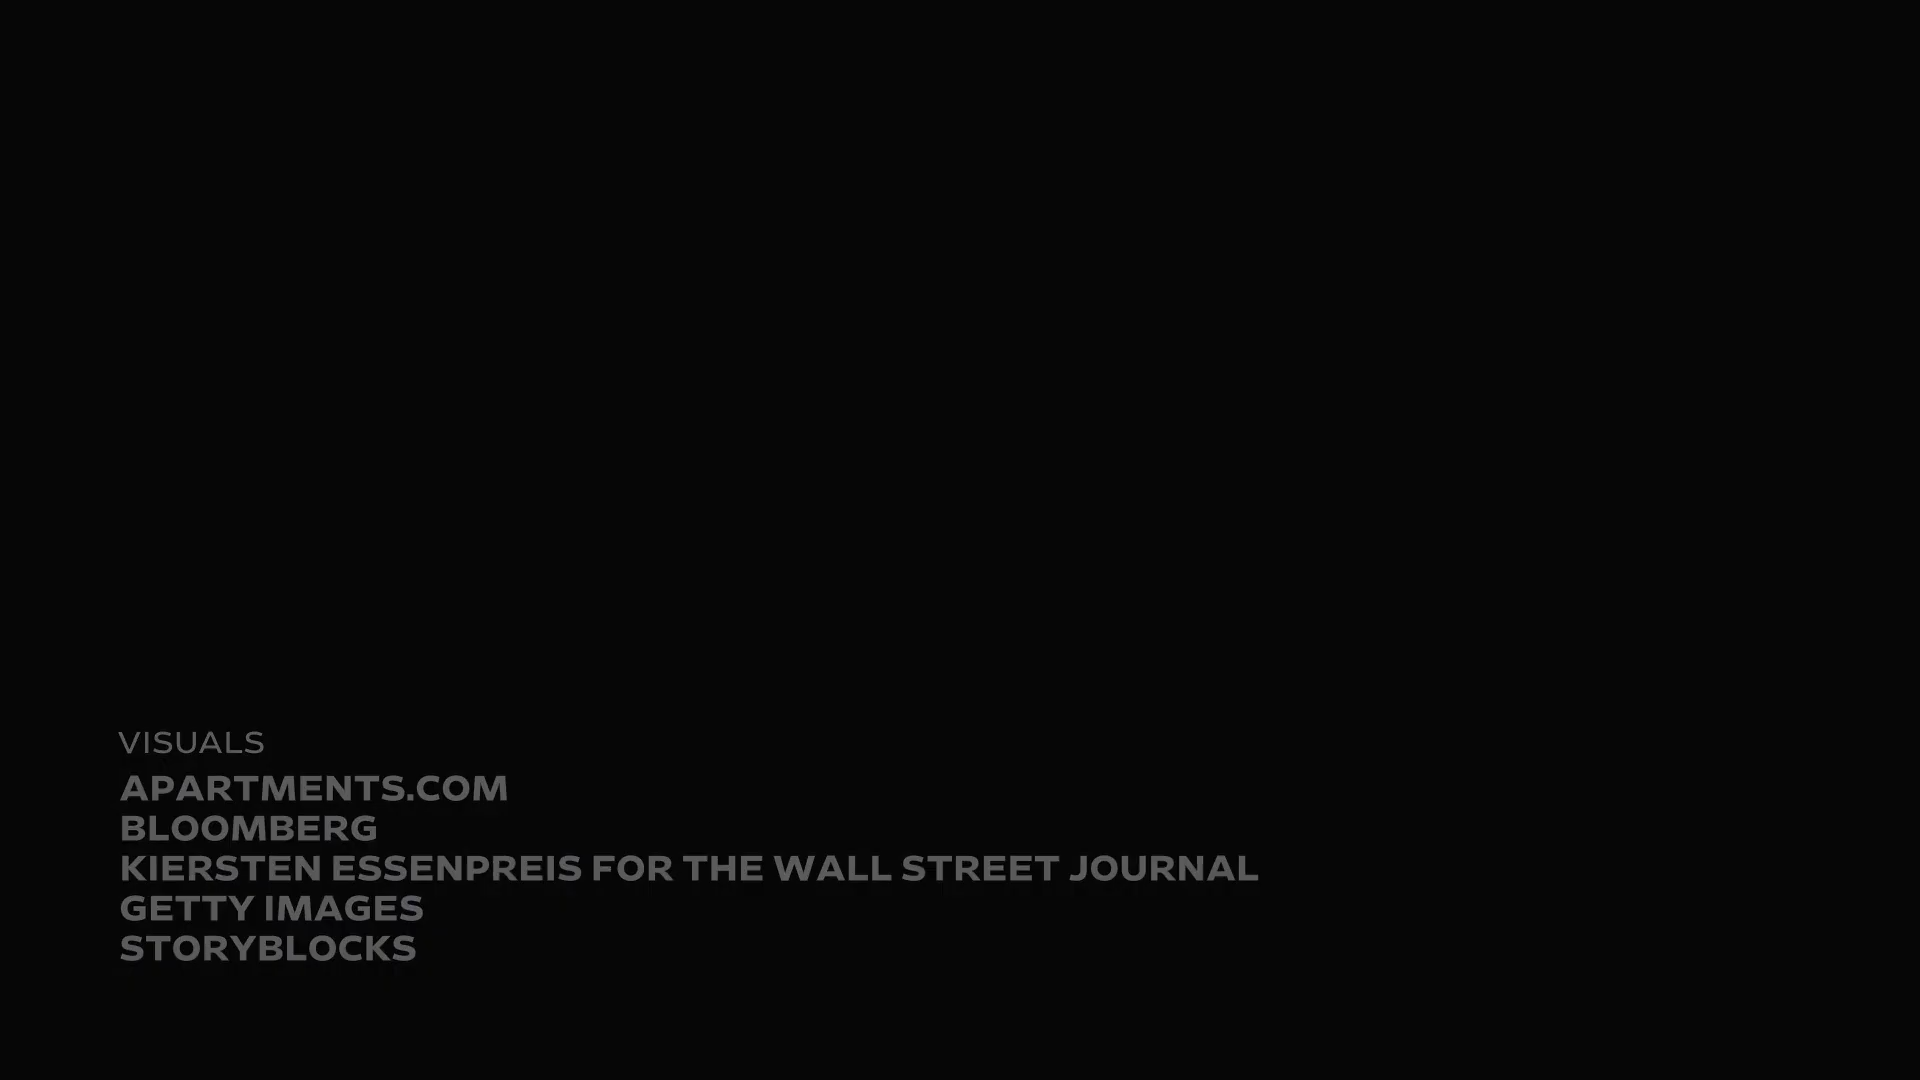 VISUALS
APARTMENTS.COM
BLOOMBERG
KIERSTEN ESSENPREIS FOR THE WALL STREET JOURNAL
GETTY IMAGES
STORYBLOCKS